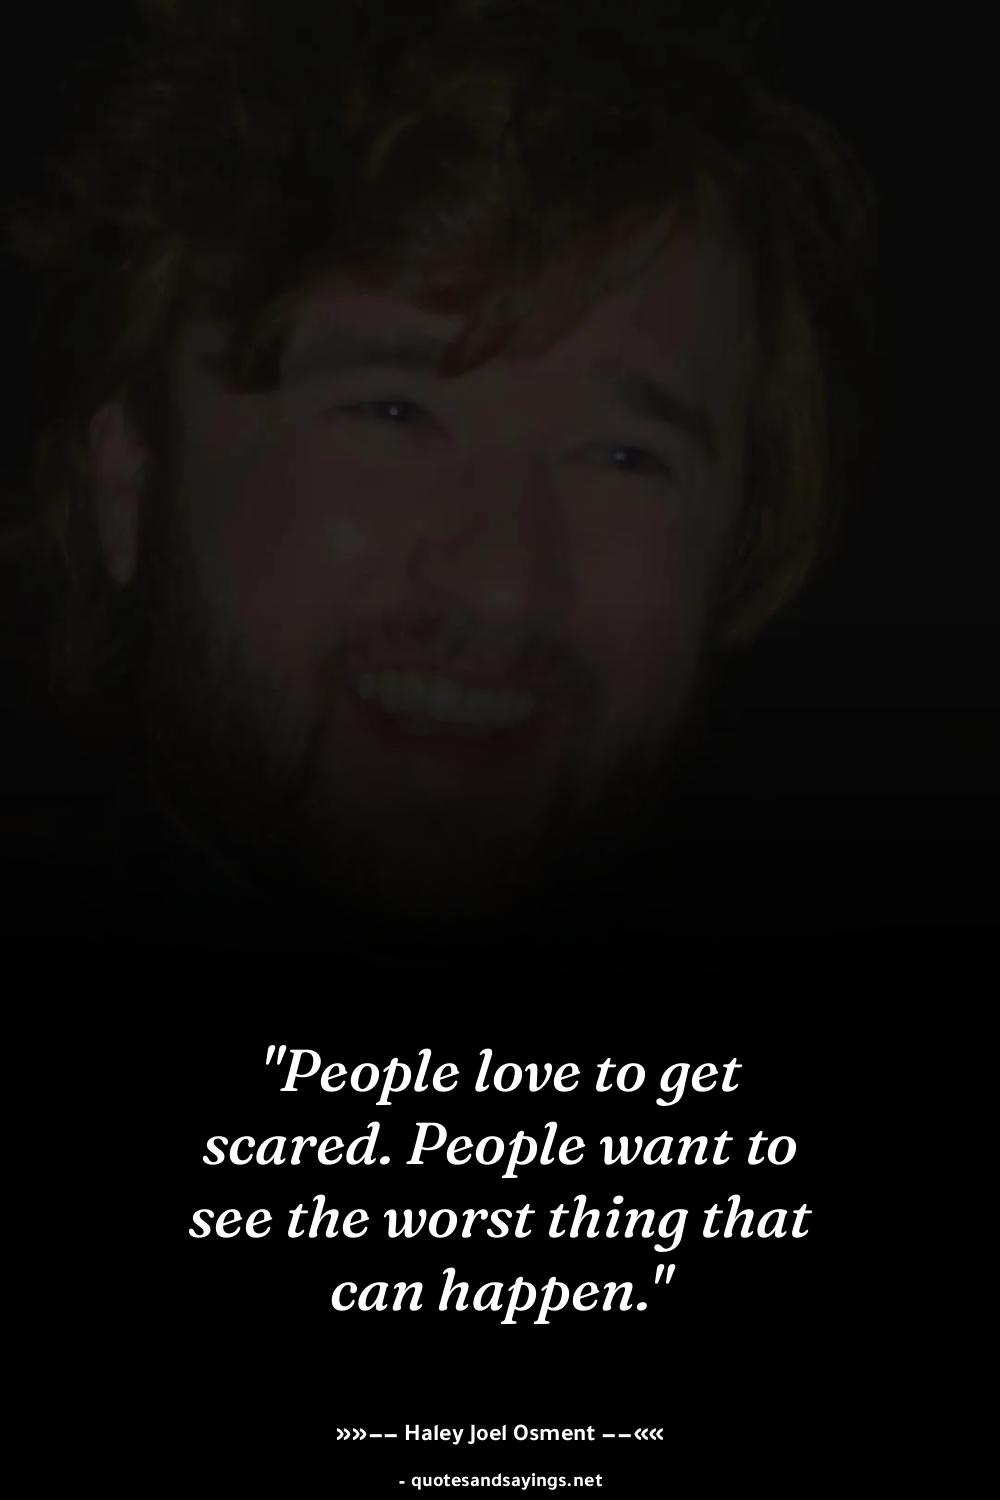 "People love to get
scared. People want to
see the worst thing that
can happen."
»»−− Haley Joel Osment −−««
- quotesandsayings.net